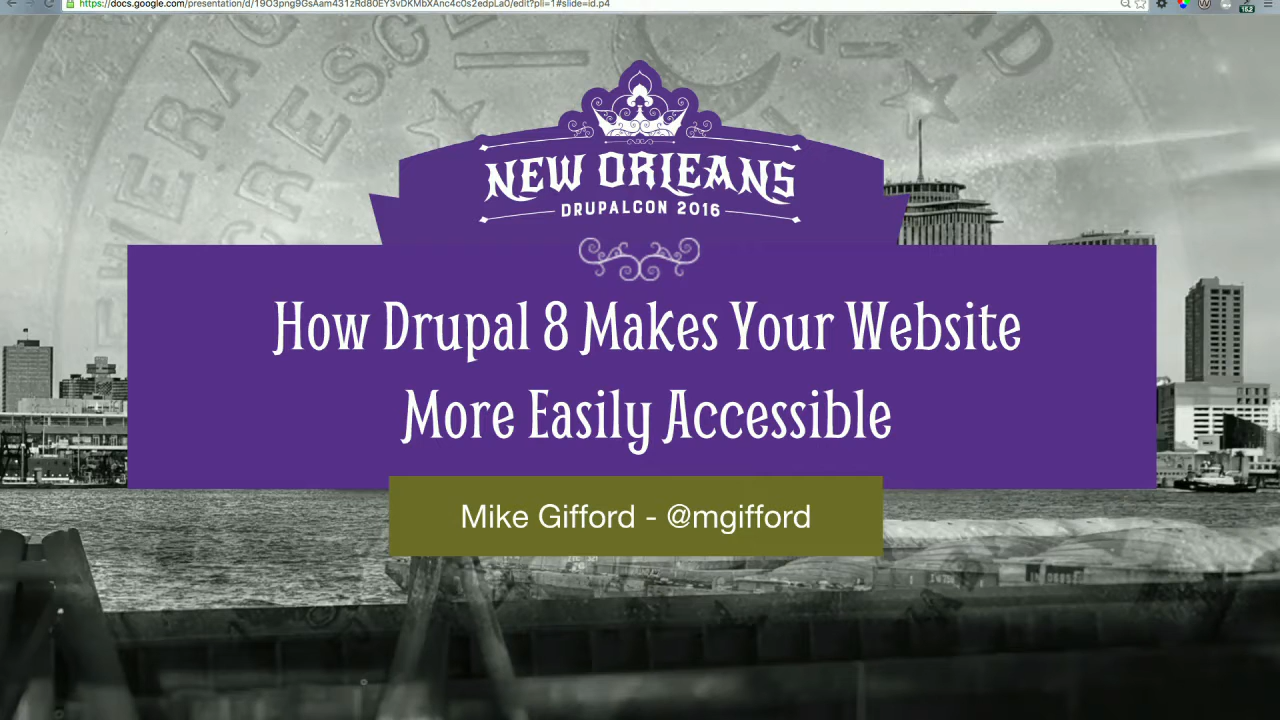 https://docs.google.com/presentation/d/19O3png9GsAam431zRd80EY3vDKMbXAnc4c0s2edpLa0/edit?pli=1#slide=id.p4
NEW ORLEANS
DRUPALCON 2016
How Drupal 8 Makes Your Website
More Easily Accessible
Mike Gifford - @mgifford